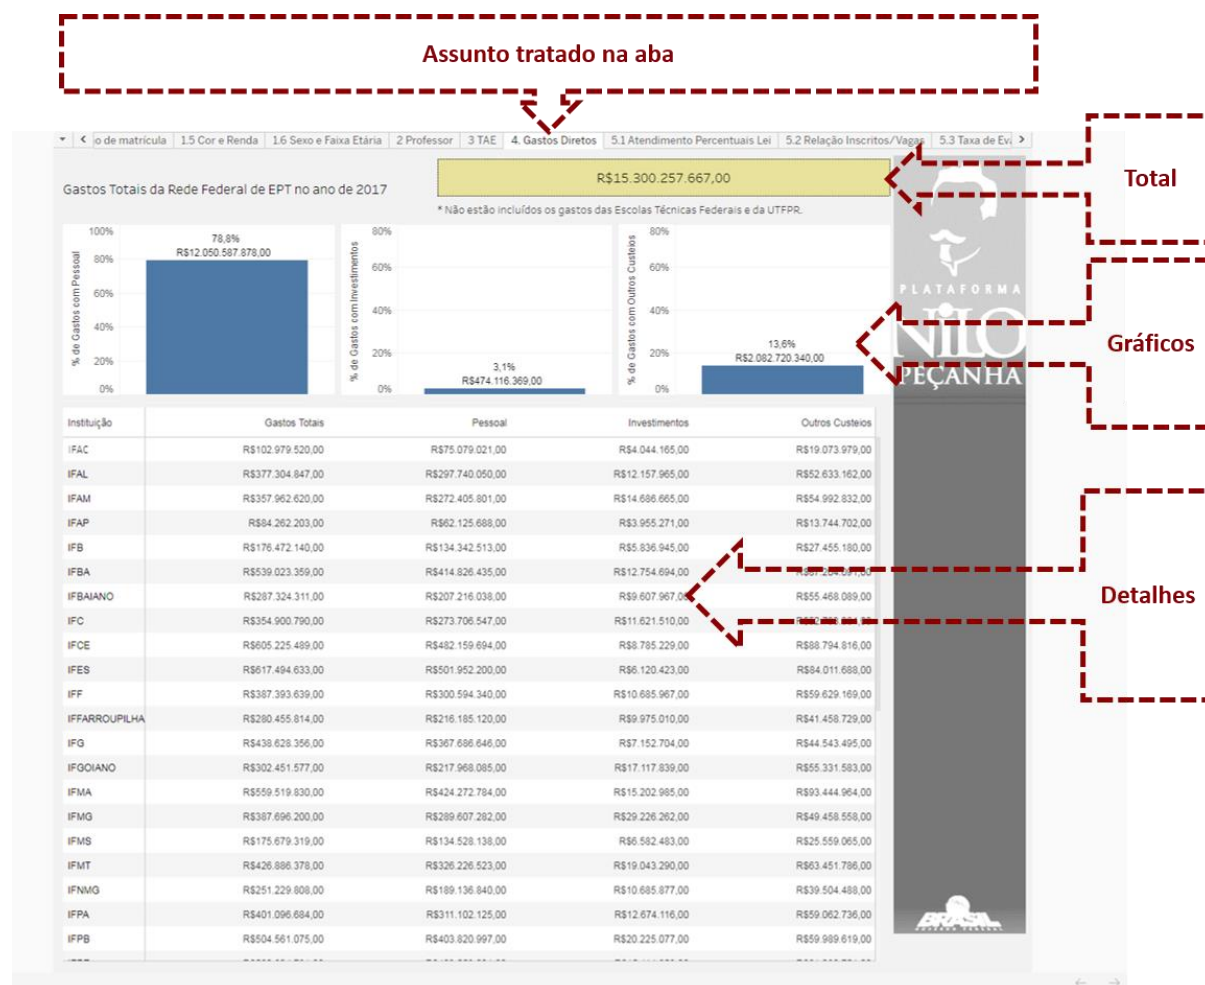 Assunto tratado na aba
o de matrícula 1.5 Cor e Renda 1.6 Sexo e Faixa Etária 2 Professor 3 TAE 4. Gastos Diretos 5.1 Atendimento Percentuais Lei 5.2 Relação Inscritos/Vagas 5.3 Taxa de Ev
Gastos Totais da Rede Federal de EPT no ano de 2017
R$15.300.257.667,00
Total
* Não estão incluídos os gastos das Escolas Técnicas Federais e da UTFPR.
% de Gastos com Pessoal
100%
80%
60%
40%
20%
0%
78,8%
R$12.050.587.878,00
% de Gastos com Investimentos
80%
60%
40%
20%
0%
3,1%
R$474.116.369,00
% de Gastos com Outros Custeios
80%
60%
40%
20%
0%
13,6%
R$2.082.720.340,00
PLATAFORMA
NILO
PEÇANHA
Gráficos
Instituição Gastos Totais Pessoal Investimentos Outros Custeios
IFAC R$102.979.520,00 R$75.079.021,00 R$4.044.165,00 R$19.073.979,00
IFAL R$377.304.847,00 R$297.740.050,00 R$12.157.965,00 R$52.633.162,00
IFAM R$357.962.620,00 R$272.405.801,00 R$14.686.665,00 R$54.992.832,00
IFAP R$84.262.203,00 R$62.125.688,00 R$3.955.271,00 R$13.744.702,00
IFB R$176.472.140,00 R$134.342.513,00 R$5.836.945,00 R$27.455.180,00
IFBA R$539.023.359,00 R$414.826.435,00 R$12.754.694,00
IFBAIANO R$287.324.311,00 R$207.216.038,00 R$9.607.967,00 R$55.468.089,00
IFC R$354.900.790,00 R$273.706.547,00 R$11.621.510,00
IFCE R$605.225.489,00 R$482.159.694,00 R$8.785.229,00 R$88.794.816,00
IFES R$617.494.633,00 R$501.952.200,00 R$6.120.423,00 R$84.011.688,00
IFF R$387.393.639,00 R$300.594.340,00 R$10.685.967,00 R$59.629.169,00
IFFARROUPILHA R$280.455.814,00 R$216.185.120,00 R$9.975.010,00 R$41.458.729,00
IFG R$438.628.356,00 R$367.686.646,00 R$7.152.704,00 R$44.543.495,00
IFGOIANO R$302.451.577,00 R$217.968.085,00 R$17.117.839,00 R$55.331.583,00
IFMA R$559.519.830,00 R$424.272.784,00 R$15.202.985,00 R$93.444.964,00
IFMG R$387.696.200,00 R$289.607.282,00 R$29.226.262,00 R$49.458.558,00
IFMS R$175.679.319,00 R$134.528.138,00 R$6.582.483,00 R$25.559.065,00
IFMT R$426.886.378,00 R$326.226.523,00 R$19.043.290,00 R$63.451.786,00
IFNMG R$251.229.808,00 R$189.136.840,00 R$10.685.877,00 R$39.504.488,00
IFPA R$401.096.684,00 R$311.102.125,00 R$12.674.116,00 R$59.062.736,00
IFPB R$504.561.075,00 R$403.820.997,00 R$20.225.077,00 R$59.989.619,00
Detalhes
BRASIL